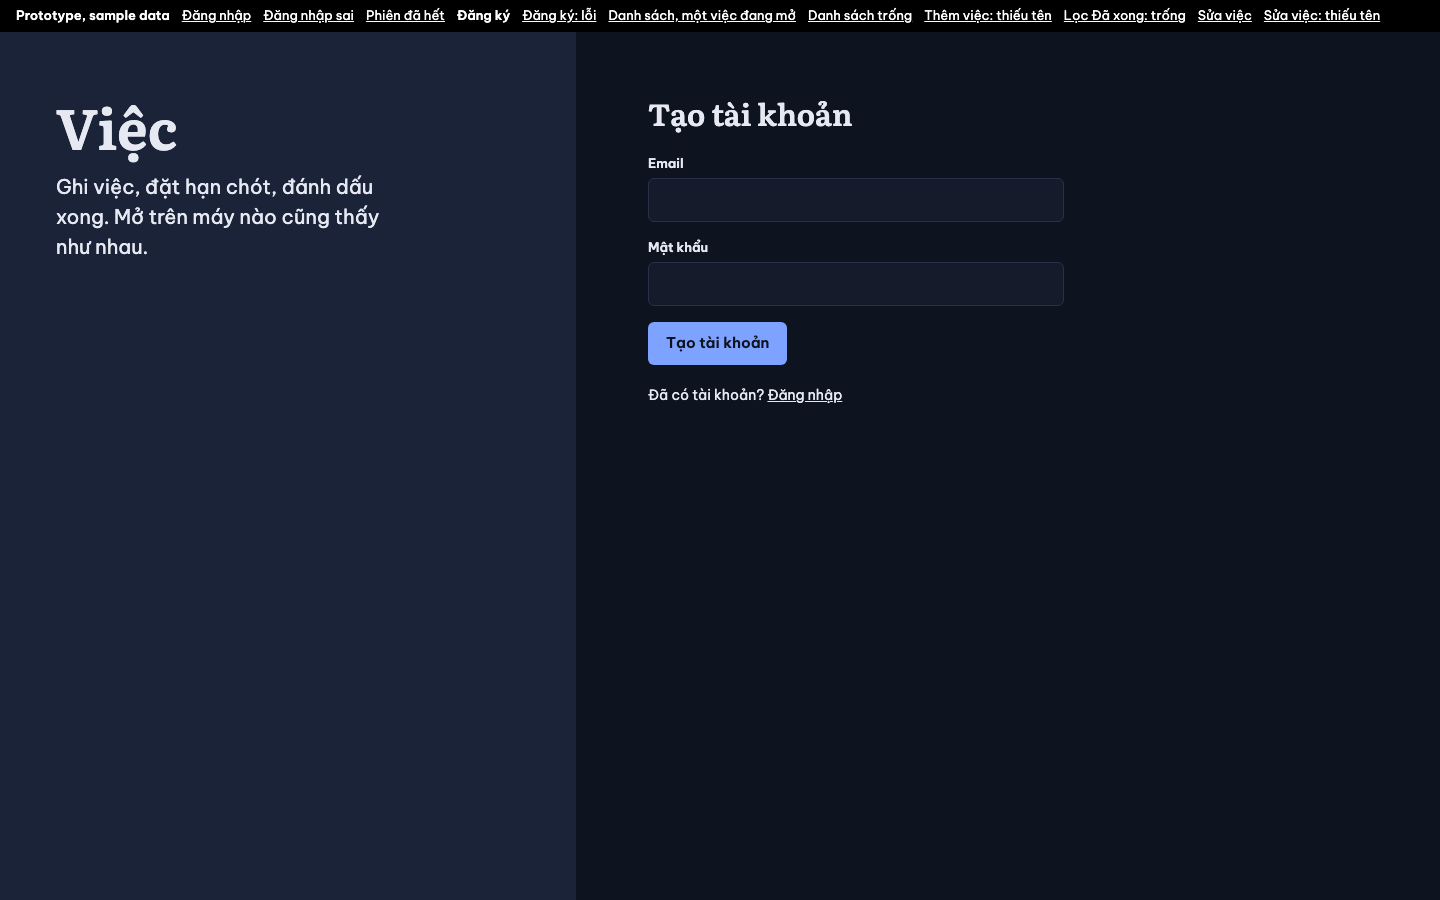 Prototype, sample data Đăng nhập Đăng nhập sai Phiên đã hết Đăng ký Đăng ký: lỗi Danh sách, một việc đang mở Danh sách trống Thêm việc: thiếu tên Lọc Đã xong: trống Sửa việc Sửa việc: thiếu tên
Việc
Ghi việc, đặt hạn chót, đánh dấu
xong. Mở trên máy nào cũng thấy
như nhau.
Tạo tài khoản
Email
Mật khẩu
Tạo tài khoản
Đã có tài khoản? Đăng nhập